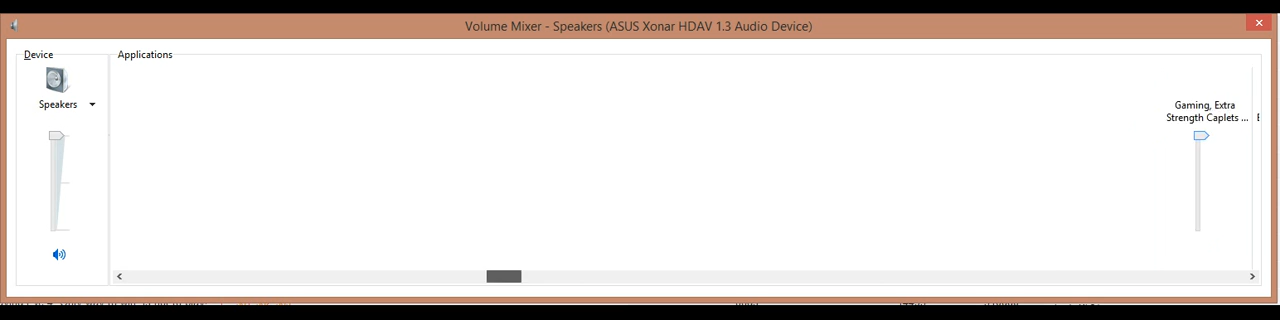 Volume Mixer - Speakers (ASUS Xonar HDAV 1.3 Audio Device)
Device
Applications
Speakers
Gaming, Extra
Strength Caplets ...